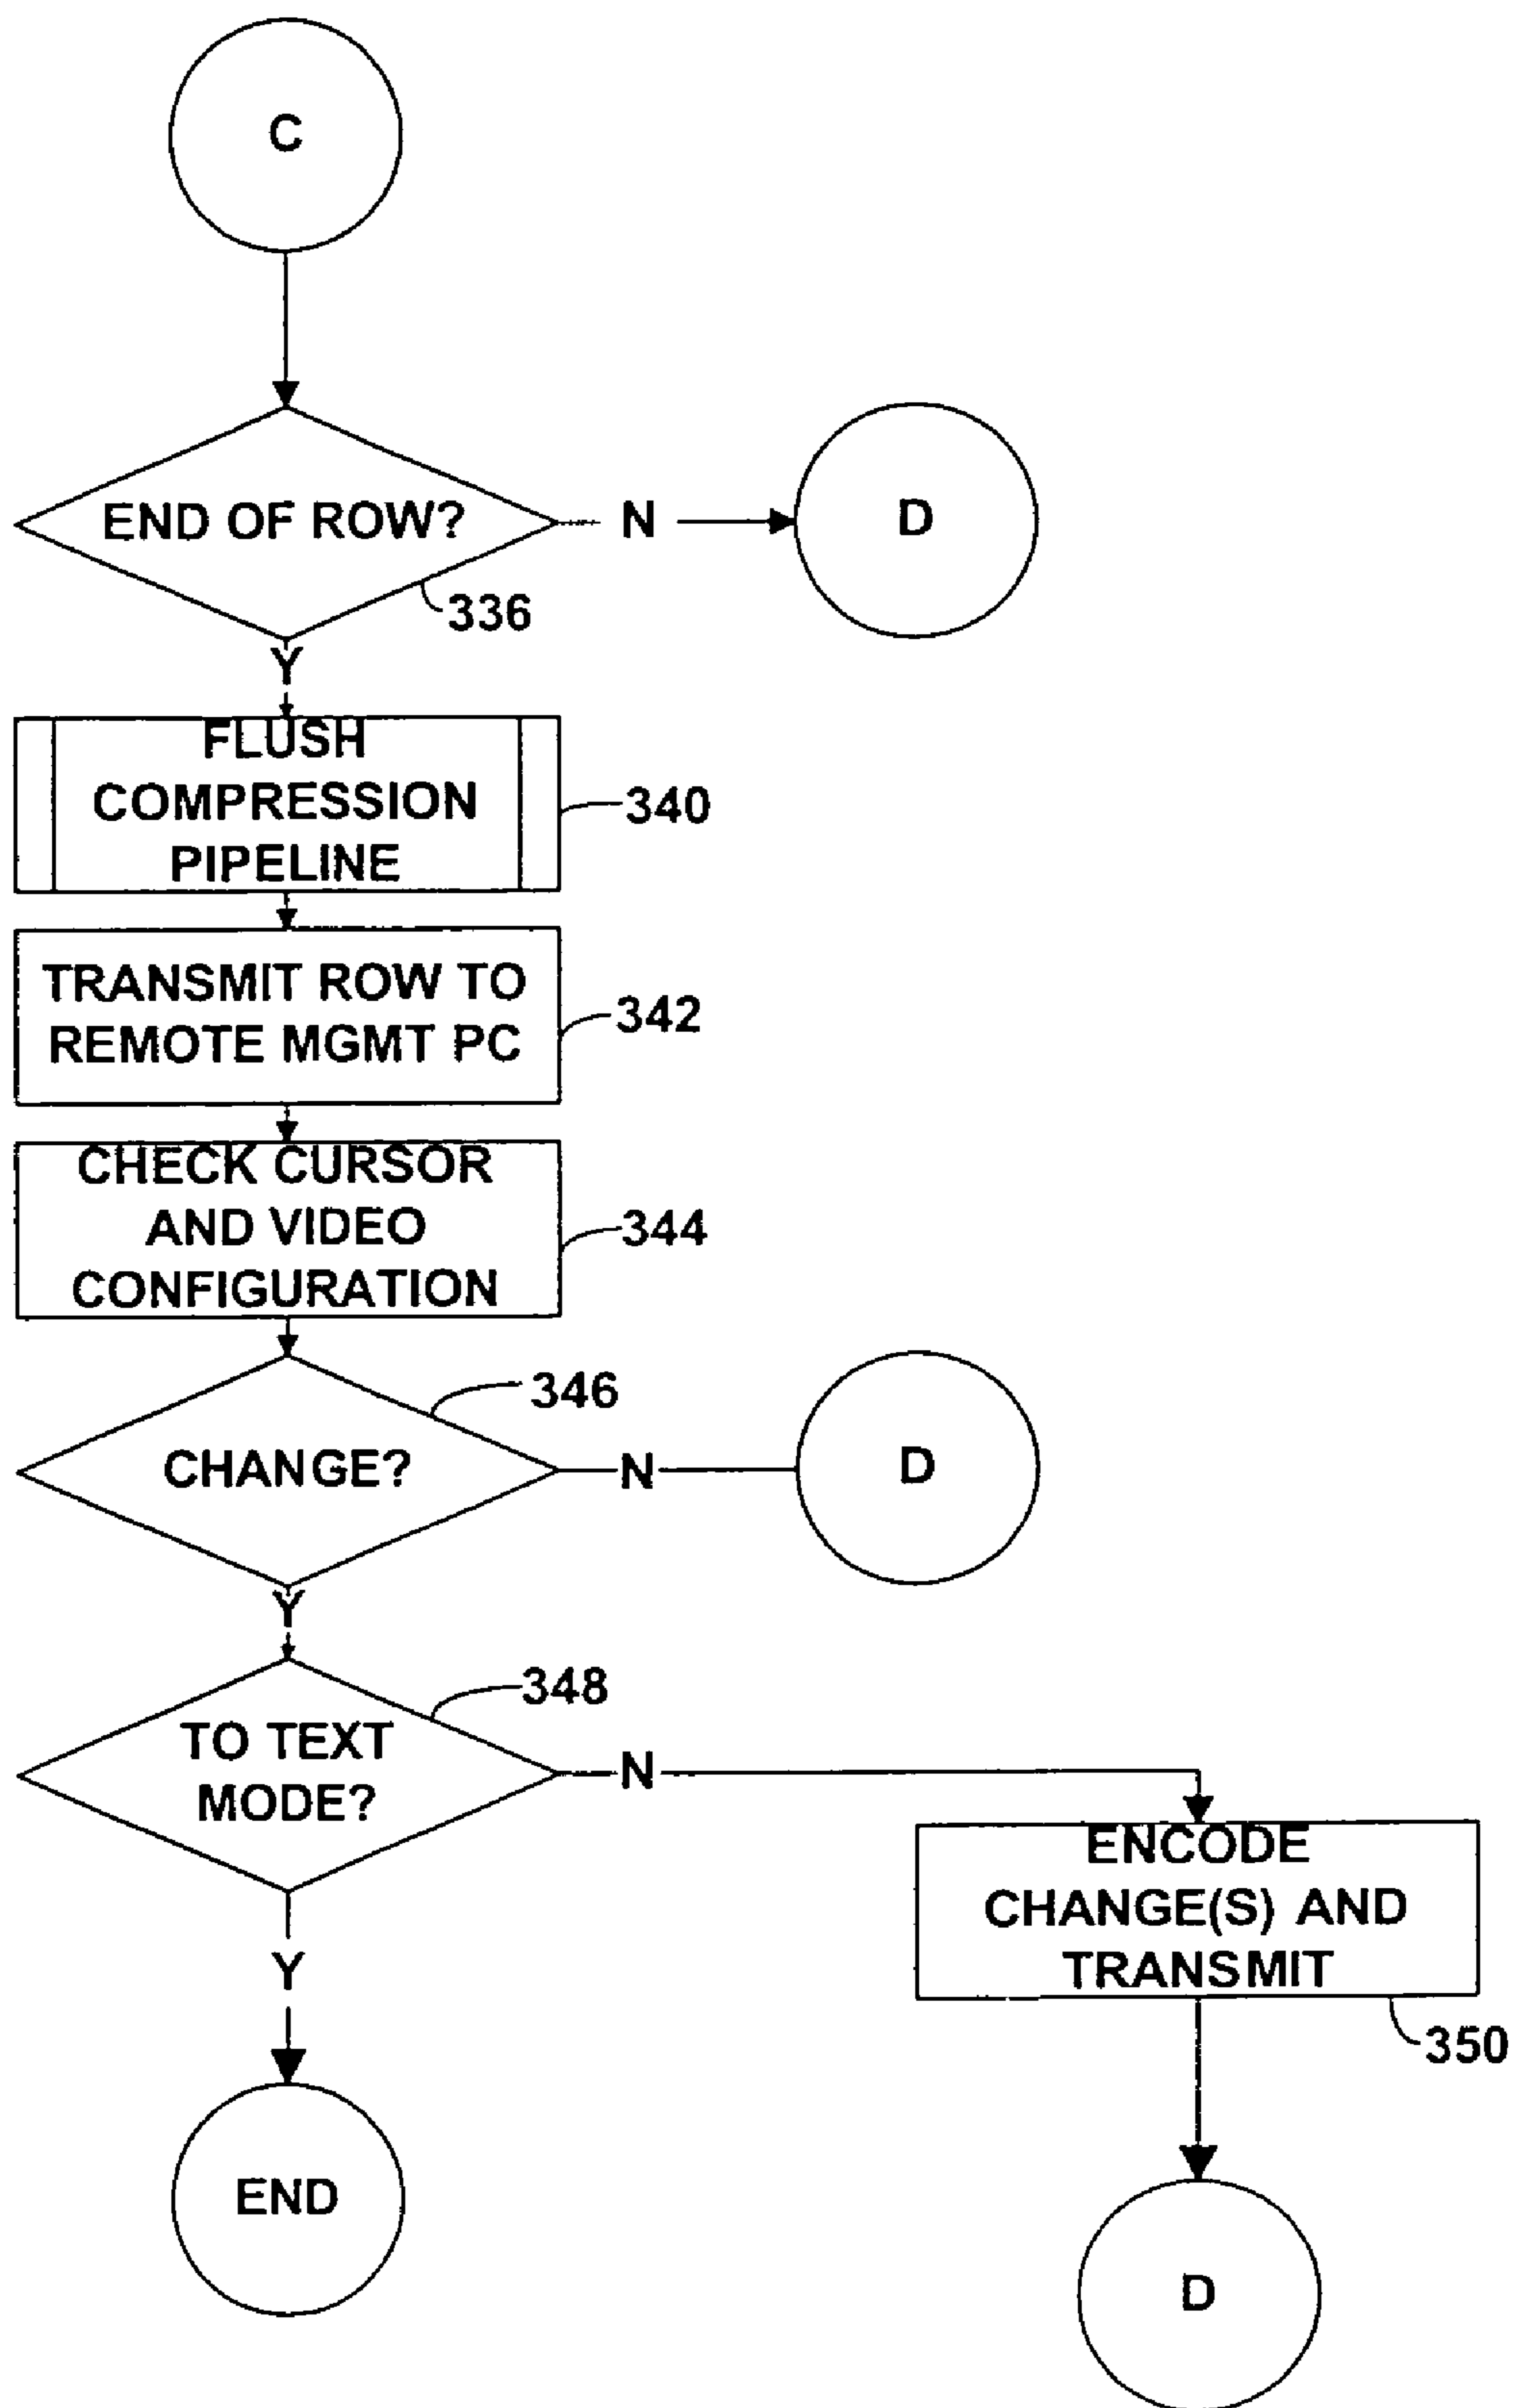 C
END OF ROW?
N
D
336
Y
FLUSH
COMPRESSION
PIPELINE
340
TRANSMIT ROW TO
REMOTE MGMT PC
342
CHECK CURSOR
AND VIDEO
CONFIGURATION
344
346
CHANGE?
N
D
Y
348
TO TEXT
MODE?
N
ENCODE
CHANGE(S) AND
TRANSMIT
350
Y
END
D